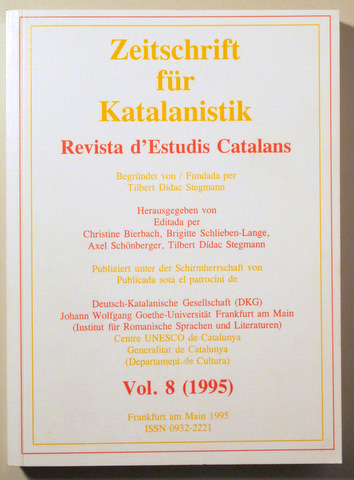 Zeitschrift
für
Katalanistik
Revista d'Estudis Catalans
Begründet von / Fundada per
Tilbert Dídac Stegmann
Herausgegeben von
Editada per
Christine Bierbach, Brigitte Schlieben-Lange,
Axel Schönberger, Tilbert Dídac Stegmann
Publiziert unter der Schirmherrschaft von
Publicada sota el patrocini de
Deutsch-Katalanische Gesellschaft (DKG)
Johann Wolfgang Goethe-Universität Frankfurt am Main
(Institut für Romanische Sprachen und Literaturen)
Centre UNESCO de Catalunya
Generalitat de Catalunya
(Departament de Cultura)
Vol. 8 (1995)
Frankfurt am Main 1995
ISSN 0932-2221